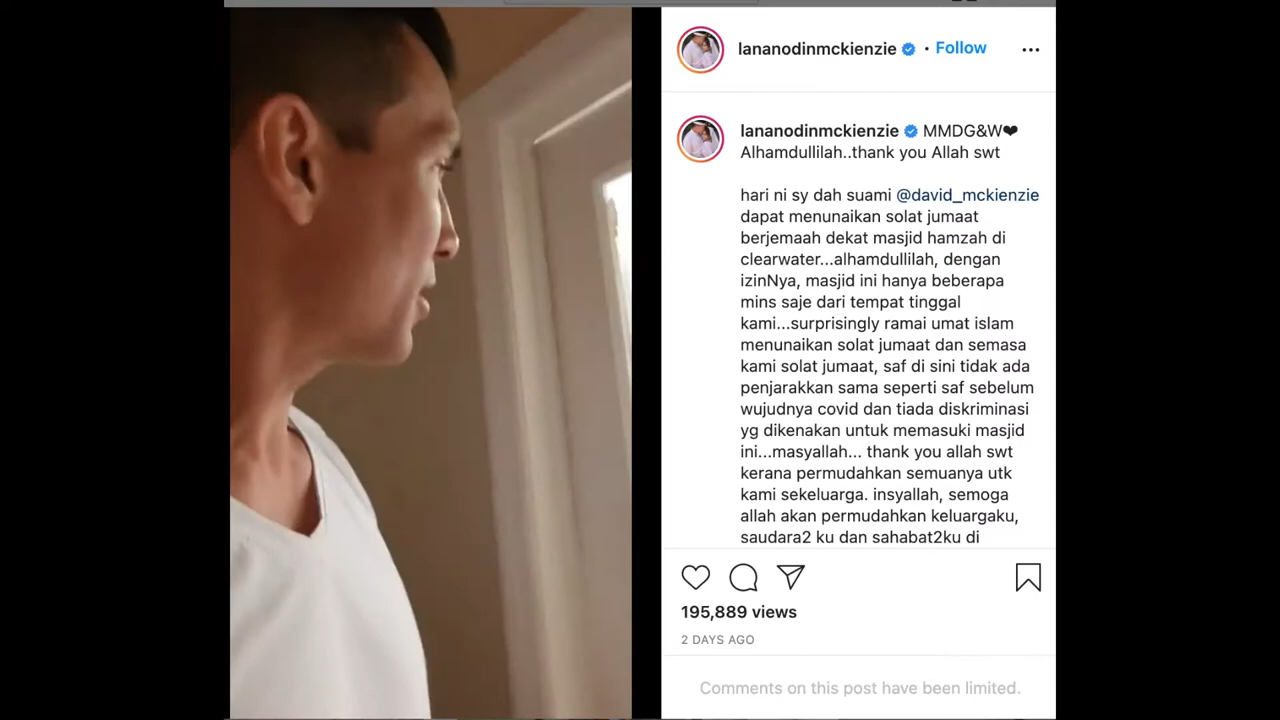 lananodinmckienzie • Follow
lananodinmckienzie MMDG&W❤
Alhamdullilah..thank you Allah swt
hari ni sy dah suami @david_mckienzie
dapat menunaikan solat jumaat
berjemaah dekat masjid hamzah di
clearwater...alhamdullilah, dengan
izinNya, masjid ini hanya beberapa
mins saje dari tempat tinggal
kami...surprisingly ramai umat islam
menunaikan solat jumaat dan semasa
kami solat jumaat, saf di sini tidak ada
penjarakkan sama seperti saf sebelum
wujudnya covid dan tiada diskriminasi
yg dikenakan untuk memasuki masjid
ini...masyallah... thank you allah swt
kerana permudahkan semuanya utk
kami sekeluarga. insyallah, semoga
allah akan permudahkan keluargaku,
saudara2 ku dan sahabat2ku di
195,889 views
2 DAYS AGO
Comments on this post have been limited.